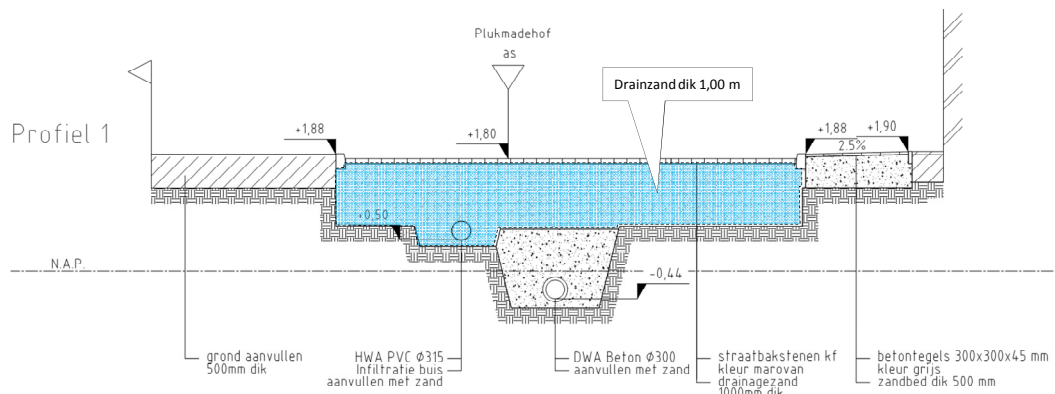 Plukmadehof
as
Drainzand dik 1,00 m
Profiel 1
+1,88
+1,80
+1,88
+1,90
2.5%
+0,50
N.A.P.
-0,44
grond aanvullen
500mm dik
HWA PVC Ø315
Infiltratie buis
aanvullen met zand
DWA Beton Ø300
aanvullen met zand
straatbakstenen kf
kleur marovan
drainagezand
1000mm dik
betontegels 300x300x45 mm
kleur grijs
zandbed dik 500 mm